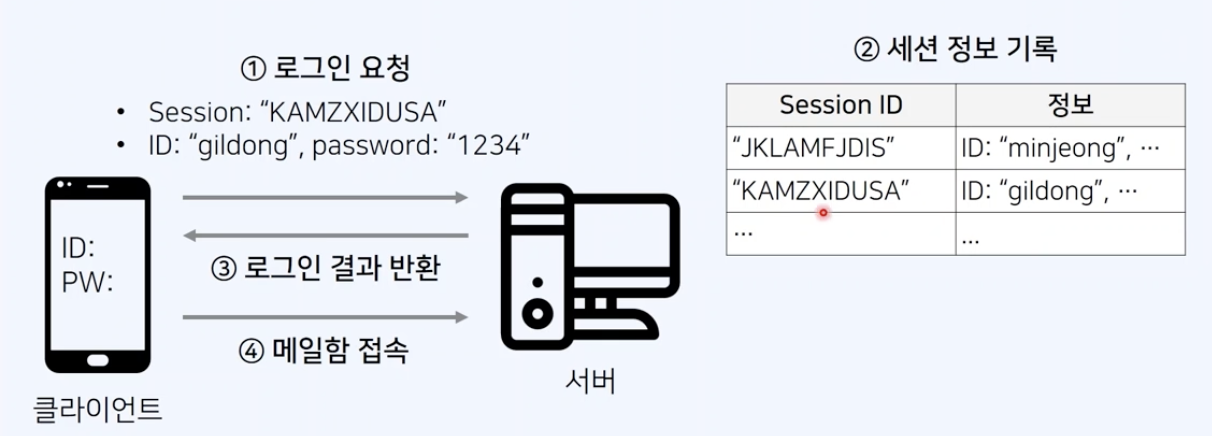 ① 로그인 요청
• Session: “KAMZXIDUSA”
• ID: “gildong”, password: “1234”
ID:
PW:
③ 로그인 결과 반환
④ 메일함 접속
클라이언트
서버
② 세션 정보 기록
Session ID 정보
“JKLAMFJDIS” ID: “minjeong”, ⋯
“KAMZXIDUSA” ID: “gildong”, ⋯
⋯ ...